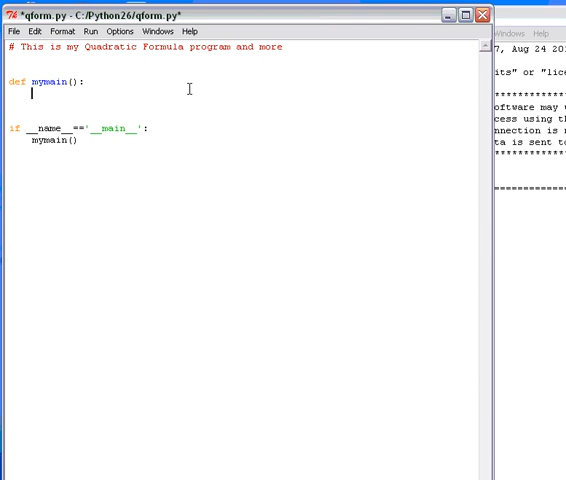 *qform.py - C:/Python26/qform.py*
File Edit Format Run Options Windows Help
# This is my Quadratic Formula program and more
def mymain():
if __name__=='__main__':
mymain()
Windows Help
7, Aug 24 20
its" or "lice
*****************
oftware may
cess using th
nnection is n
ta is sent to
*****************
=============